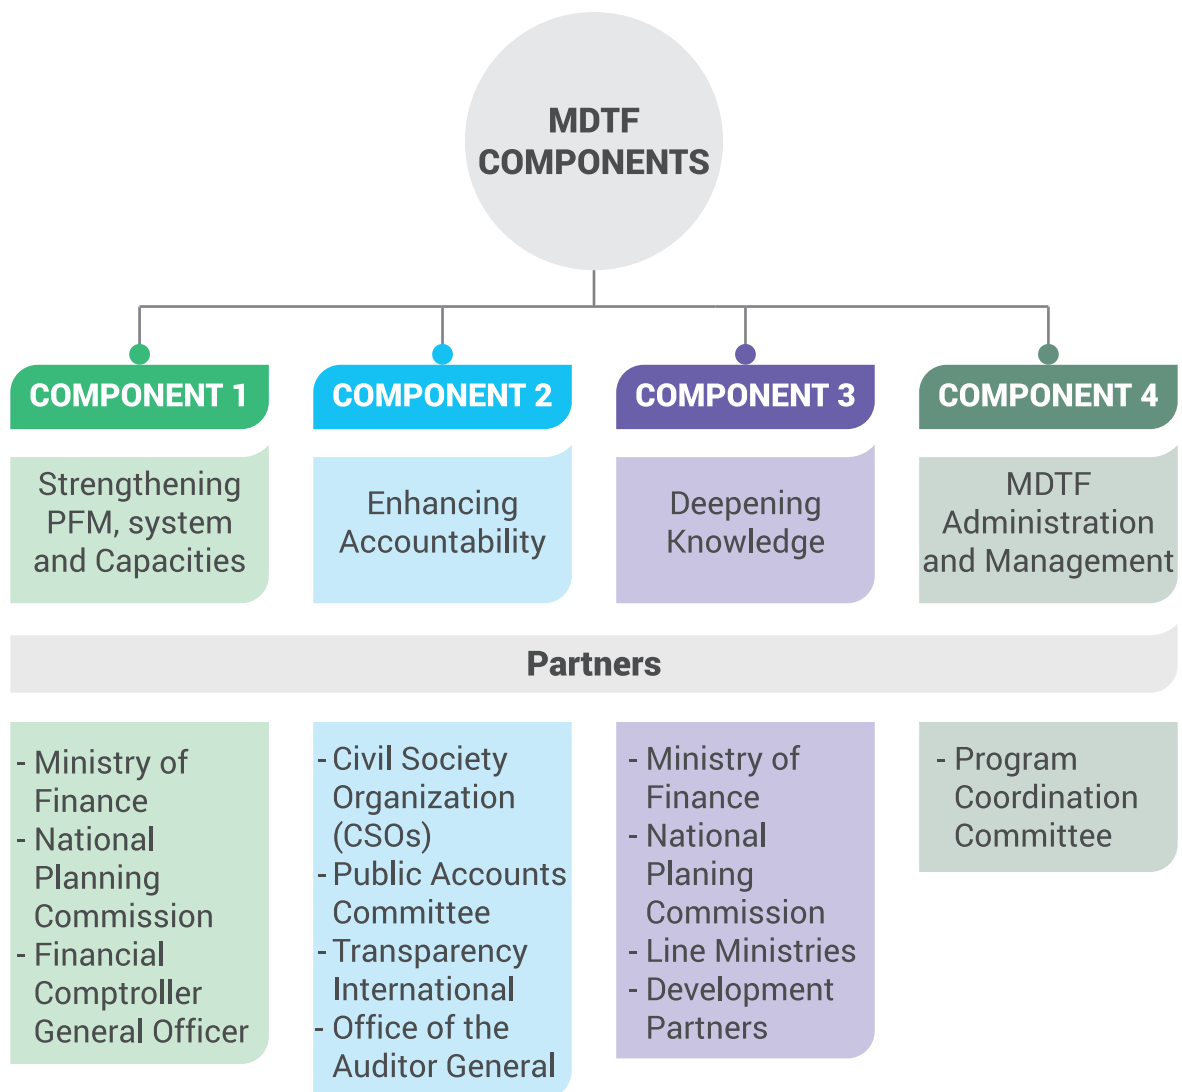 MDTF
COMPONENTS
COMPONENT 1
Strengthening
PFM, system
and Capacities
COMPONENT 2
Enhancing
Accountability
COMPONENT 3
Deepening
Knowledge
COMPONENT 4
MDTF
Administration
and Management
Partners
- Ministry of
Finance
- National
Planning
Commission
- Financial
Comptroller
General Officer
- Civil Society
Organization
(CSOs)
- Public Accounts
Committee
- Transparency
International
- Office of the
Auditor General
- Ministry of
Finance
- National
Planing
Commission
- Line Ministries
- Development
Partners
- Program
Coordination
Committee